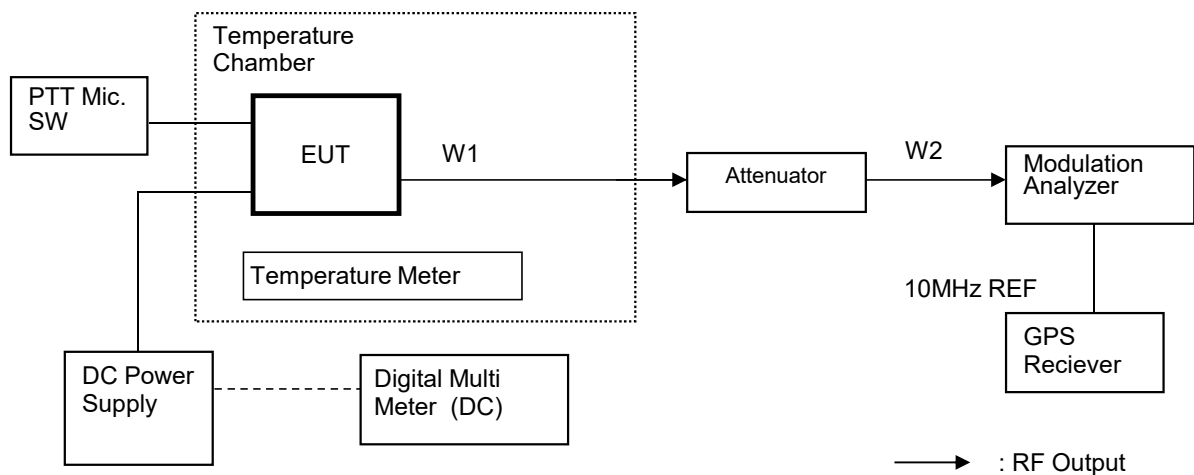 Temperature
Chamber
PTT Mic.
SW
EUT
W1
Attenuator
W2
Modulation
Analyzer
Temperature Meter
10MHz REF
GPS
Reciever
DC Power
Supply
Digital Multi
Meter (DC)
: RF Output